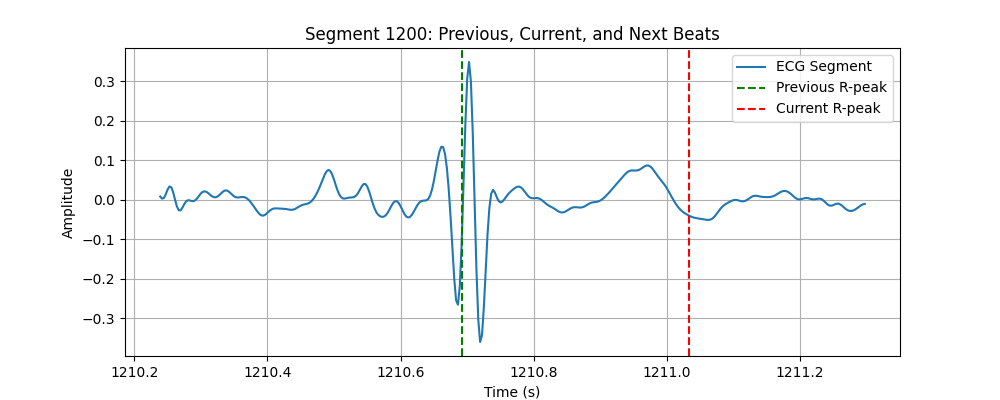 Segment 1200: Previous, Current, and Next Beats
ECG Segment
Previous R-peak
Current R-peak
Amplitude
0.3
0.2
0.1
0.0
−0.1
−0.2
−0.3
1210.2 1210.4 1210.6 1210.8 1211.0 1211.2
Time (s)